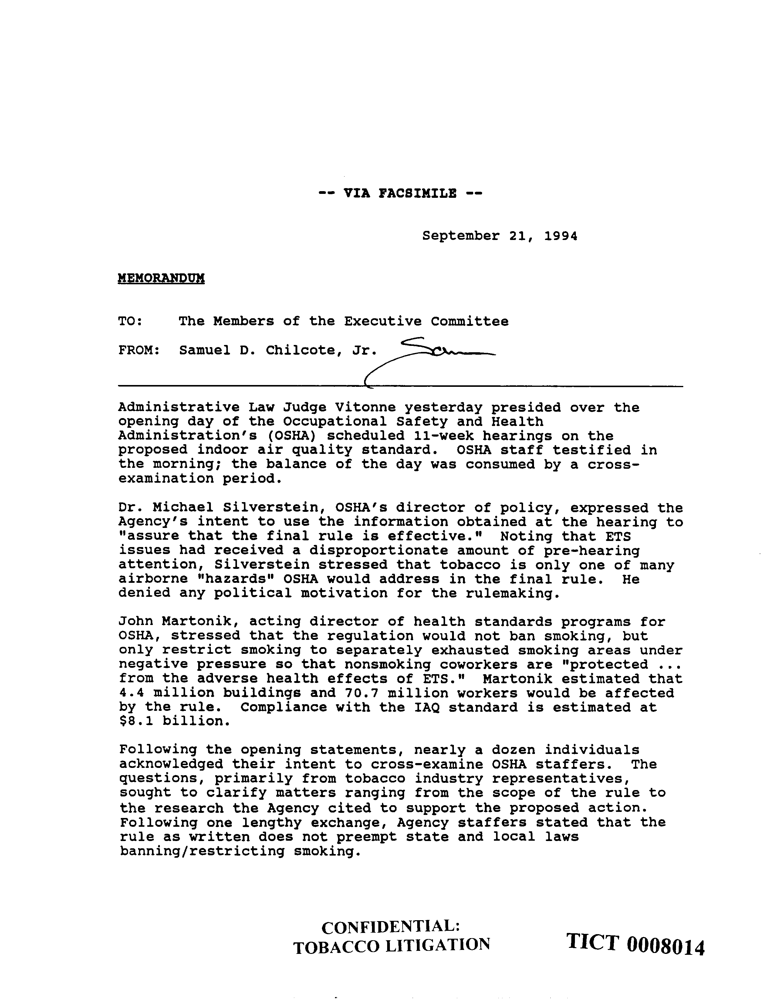 -- VIA FACSIMILE --
September 21, 1994
MEMORANDUM
TO: The Members of the Executive Committee
FROM: Samuel D. Chilcote, Jr. Sam
Administrative Law Judge Vitonne yesterday presided over the
opening day of the Occupational Safety and Health
Administration's (OSHA) scheduled 11-week hearings on the
proposed indoor air quality standard. OSHA staff testified in
the morning; the balance of the day was consumed by a cross-
examination period.
Dr. Michael Silverstein, OSHA's director of policy, expressed the
Agency's intent to use the information obtained at the hearing to
"assure that the final rule is effective." Noting that ETS
issues had received a disproportionate amount of pre-hearing
attention, Silverstein stressed that tobacco is only one of many
airborne "hazards" OSHA would address in the final rule. He
denied any political motivation for the rulemaking.
John Martonik, acting director of health standards programs for
OSHA, stressed that the regulation would not ban smoking, but
only restrict smoking to separately exhausted smoking areas under
negative pressure so that nonsmoking coworkers are "protected ...
from the adverse health effects of ETS." Martonik estimated that
4.4 million buildings and 70.7 million workers would be affected
by the rule. Compliance with the IAQ standard is estimated at
$8.1 billion.
Following the opening statements, nearly a dozen individuals
acknowledged their intent to cross-examine OSHA staffers. The
questions, primarily from tobacco industry representatives,
sought to clarify matters ranging from the scope of the rule to
the research the Agency cited to support the proposed action.
Following one lengthy exchange, Agency staffers stated that the
rule as written does not preempt state and local laws
banning/restricting smoking.
CONFIDENTIAL:
TOBACCO LITIGATION
TICT 0008014